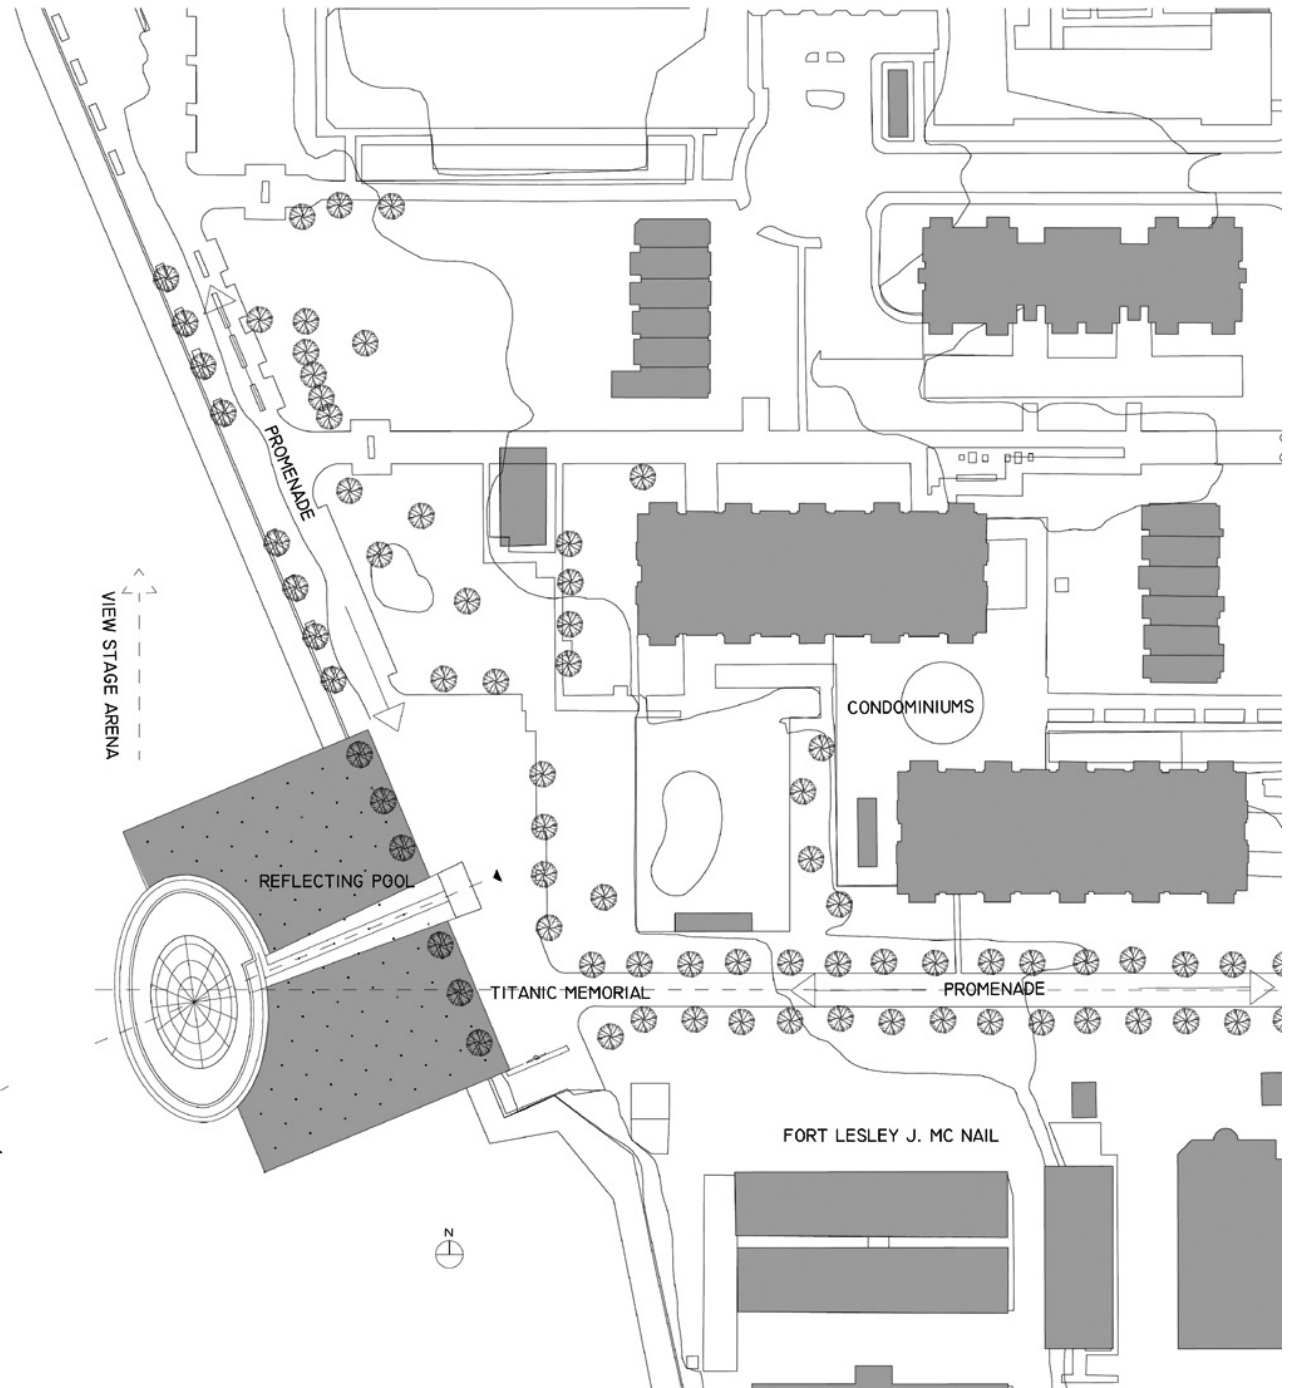 PROMENADE
VIEW STAGE ARENA
CONDOMINIUMS
REFLECTING POOL
TITANIC MEMORIAL
PROMENADE
FORT LESLEY J. MC NAIL
N